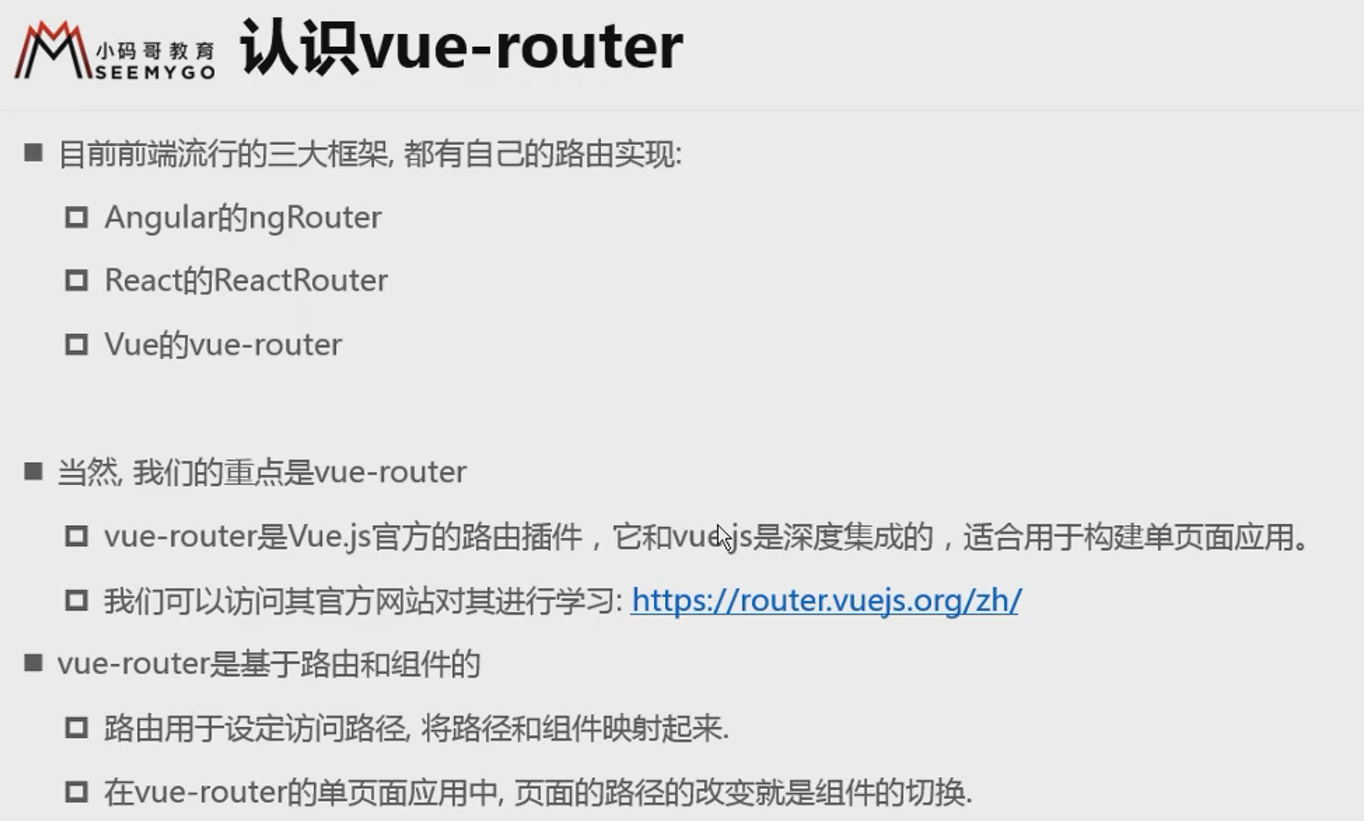 小码哥教育
SEEMYGO
认识vue-router
目前前端流行的三大框架, 都有自己的路由实现:
Angular的ngRouter
React的ReactRouter
Vue的vue-router
当然, 我们的重点是vue-router
vue-router是Vue.js官方的路由插件，它和vue.js是深度集成的，适合用于构建单页面应用。
我们可以访问其官方网站对其进行学习: https://router.vuejs.org/zh/
vue-router是基于路由和组件的
路由用于设定访问路径, 将路径和组件映射起来.
在vue-router的单页面应用中, 页面的路径的改变就是组件的切换.